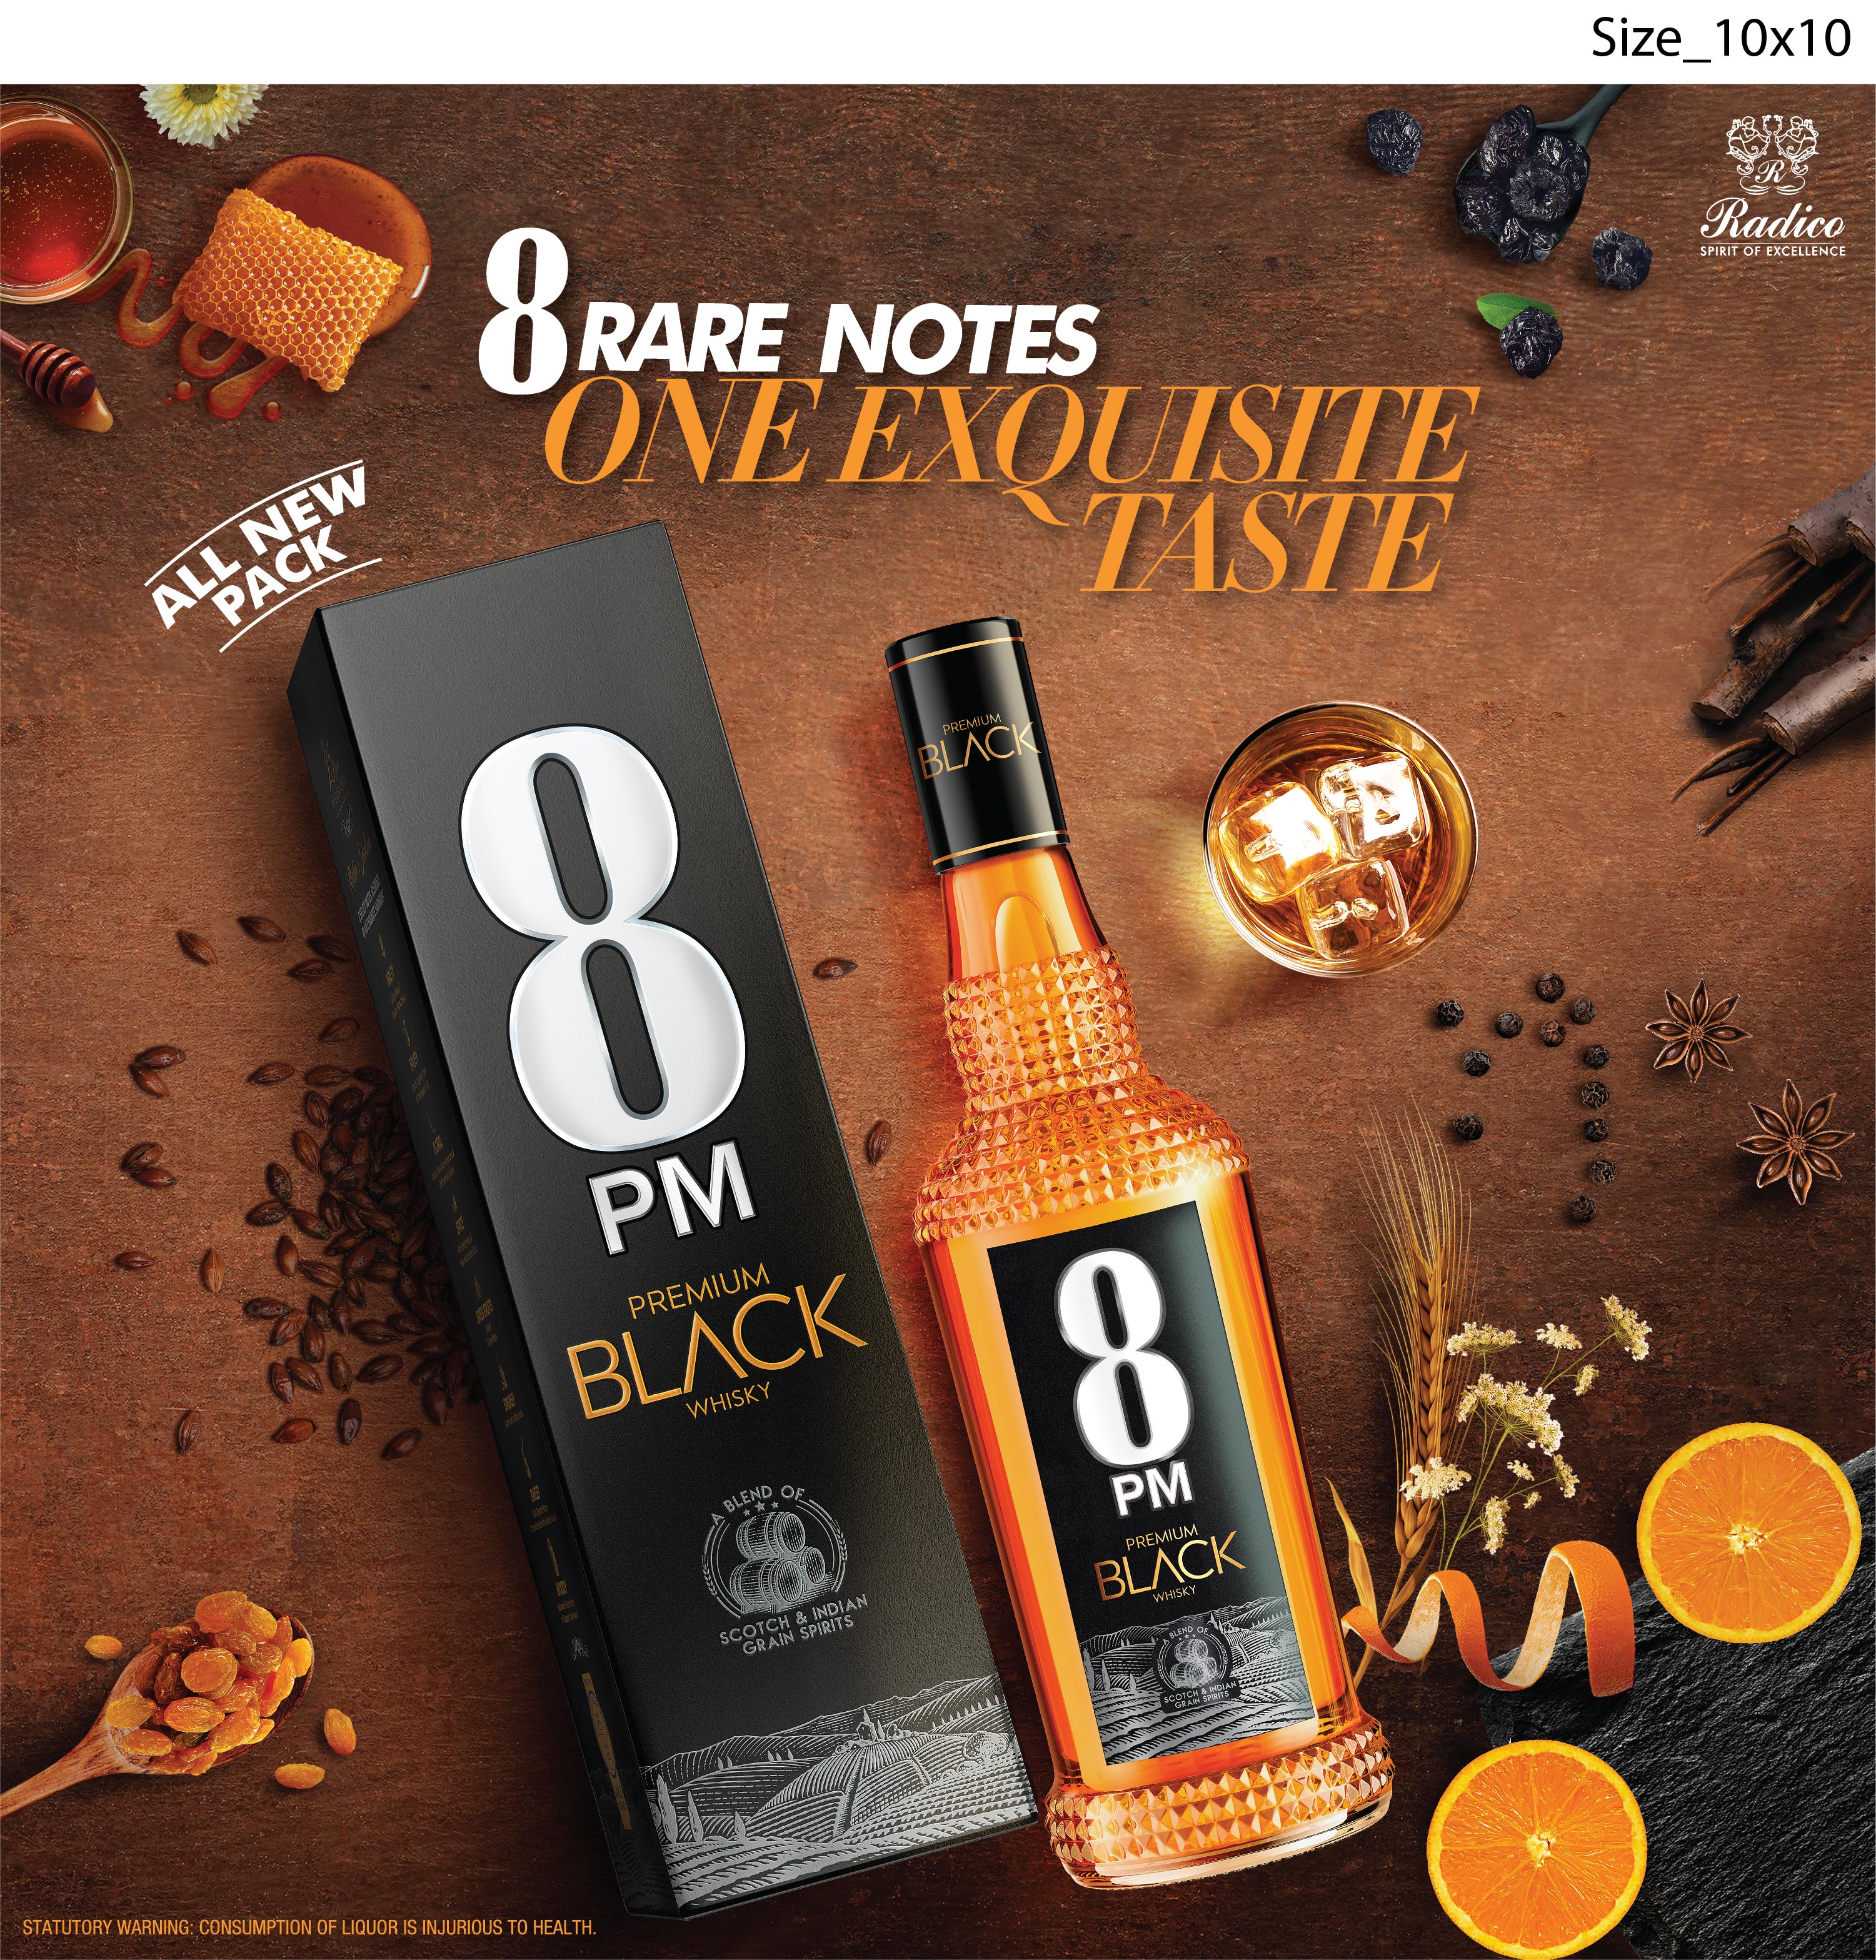 Size_10x10
R
Radico
SPIRIT OF EXCELLENCE
8 RARE NOTES
ONE EXQUISITE
TASTE
ALL NEW
PACK
8
PM
PREMIUM
BLACK
WHISKY
A BLEND OF
SCOTCH & INDIAN
GRAIN SPIRITS
PREMIUM
BLACK
8
PM
PREMIUM
BLACK
WHISKY
A BLEND OF
SCOTCH & INDIAN
GRAIN SPIRITS
STATUTORY WARNING: CONSUMPTION OF LIQUOR IS INJURIOUS TO HEALTH.